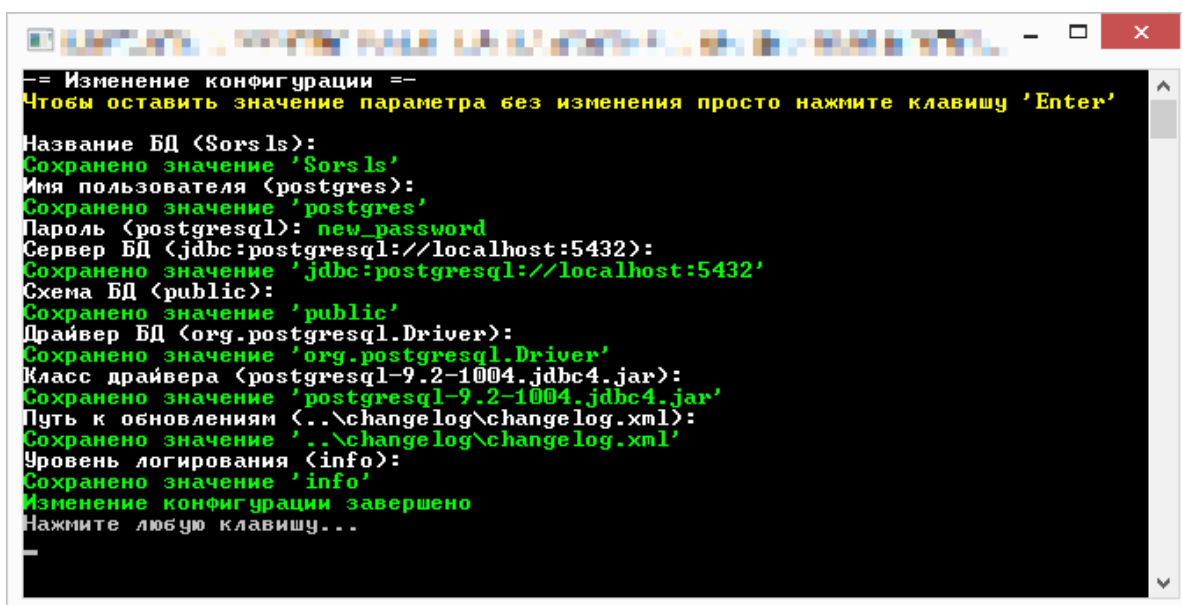 -= Изменение конфигурации =-
Чтобы оставить значение параметра без изменения просто нажмите клавишу 'Enter'
Название БД (Sorsls):
Сохранено значение 'Sorsls'
Имя пользователя (postgres):
Сохранено значение 'postgres'
Пароль (postgresql): new_password
Сервер БД (jdbc:postgresql://localhost:5432):
Сохранено значение 'jdbc:postgresql://localhost:5432'
Схема БД (public):
Сохранено значение 'public'
Драйвер БД (org.postgresql.Driver):
Сохранено значение 'org.postgresql.Driver'
Класс драйвера (postgresql-9.2-1004.jdbc4.jar):
Сохранено значение 'postgresql-9.2-1004.jdbc4.jar'
Путь к обновлениям (..\changelog\changelog.xml):
Сохранено значение '..\changelog\changelog.xml'
Уровень логирования (info):
Сохранено значение 'info'
Изменение конфигурации завершено
Нажмите любую клавишу...